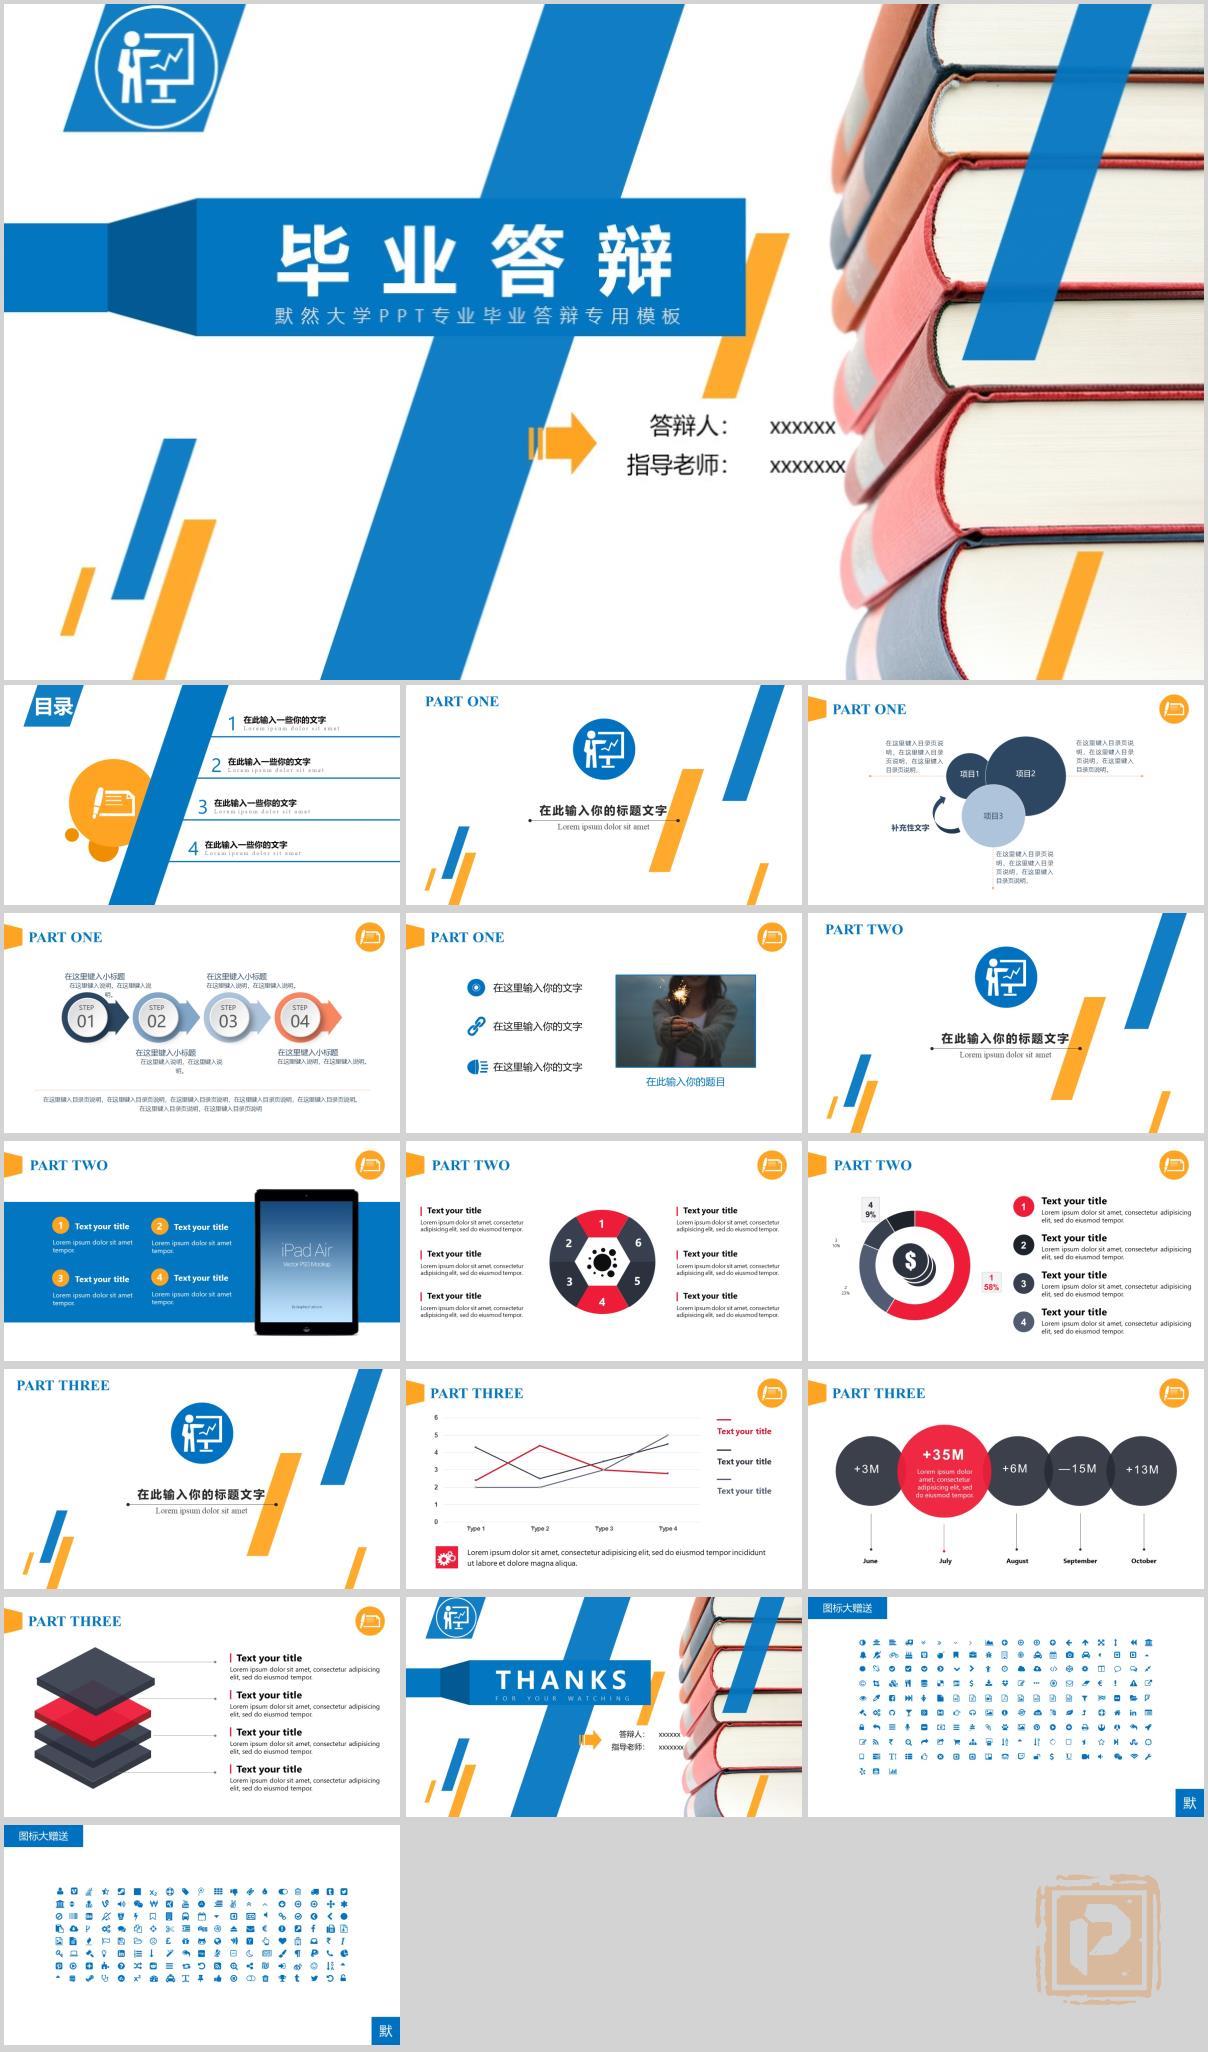 毕业答辩
默然大学PPT专业毕业答辩专用模板
答辩人： xxxxxx
指导老师： xxxxxxx
目录
1 在此输入一些你的文字
Lorem ipsum dolor sit amet
2 在此输入一些你的文字
Lorem ipsum dolor sit amet
3 在此输入一些你的文字
Lorem ipsum dolor sit amet
4 在此输入一些你的文字
Lorem ipsum dolor sit amet
PART ONE
在此输入你的标题文字
Lorem ipsum dolor sit amet
PART ONE
在这里键入目录页说
明，在这里键入目录
页说明，在这里键入
目录页说明。
项目1
项目2
项目3
补充性文字
在这里键入目录页说
明，在这里键入目录
页说明，在这里键入
目录页说明。
在这里键入目录页说
明，在这里键入目录
页说明，在这里键入
目录页说明。
PART ONE
在这里键入小标题
在这里键入说明，在这里键入说
明。
在这里键入小标题
在这里键入说明，在这里键入说明。
STEP
01
STEP
02
STEP
03
STEP
04
在这里键入小标题
在这里键入说明，在这里键入说
明。
在这里键入小标题
在这里键入说明，在这里键入说明。
在这里键入目录页说明，在这里键入目录页说明，在这里键入目录页说明，在这里键入目录页说明，在这里键入目录页说明。
在这里键入目录页说明，在这里键入目录页说明
PART ONE
在这里输入你的文字
在这里输入你的文字
在这里输入你的文字
在此输入你的题目
PART TWO
在此输入你的标题文字
Lorem ipsum dolor sit amet
PART TWO
1 Text your title
Lorem ipsum dolor sit amet
tempor.
2 Text your title
Lorem ipsum dolor sit amet
tempor.
3 Text your title
Lorem ipsum dolor sit amet
tempor.
4 Text your title
Lorem ipsum dolor sit amet
tempor.
iPad Air
Vector PSD Mockup
PART TWO
Text your title
Lorem ipsum dolor sit amet, consectetur
adipisicing elit, sed do eiusmod tempor.
Text your title
Lorem ipsum dolor sit amet, consectetur
adipisicing elit, sed do eiusmod tempor.
Text your title
Lorem ipsum dolor sit amet, consectetur
adipisicing elit, sed do eiusmod tempor.
1
2
3
4
5
6
Text your title
Lorem ipsum dolor sit amet, consectetur
adipisicing elit, sed do eiusmod tempor.
Text your title
Lorem ipsum dolor sit amet, consectetur
adipisicing elit, sed do eiusmod tempor.
Text your title
Lorem ipsum dolor sit amet, consectetur
adipisicing elit, sed do eiusmod tempor.
PART TWO
4
9%
3
10%
2
23%
$
1
58%
1 Text your title
Lorem ipsum dolor sit amet, consectetur adipisicing
elit, sed do eiusmod tempor.
2 Text your title
Lorem ipsum dolor sit amet, consectetur adipisicing
elit, sed do eiusmod tempor.
3 Text your title
Lorem ipsum dolor sit amet, consectetur adipisicing
elit, sed do eiusmod tempor.
4 Text your title
Lorem ipsum dolor sit amet, consectetur adipisicing
elit, sed do eiusmod tempor.
PART THREE
在此输入你的标题文字
Lorem ipsum dolor sit amet
PART THREE
6
5
4
3
2
1
0
Type 1 Type 2 Type 3 Type 4
Text your title
Text your title
Text your title
Lorem ipsum dolor sit amet, consectetur adipisicing elit, sed do eiusmod tempor incididunt
ut labore et dolore magna aliqua.
PART THREE
+3M
+35M
Lorem ipsum dolor
sit amet, consectetur
adipisicing elit, sed
do eiusmod tempor.
+6M
—15M
+13M
June July August September October
PART THREE
Text your title
Lorem ipsum dolor sit amet, consectetur adipisicing
elit, sed do eiusmod tempor.
Text your title
Lorem ipsum dolor sit amet, consectetur adipisicing
elit, sed do eiusmod tempor.
Text your title
Lorem ipsum dolor sit amet, consectetur adipisicing
elit, sed do eiusmod tempor.
Text your title
Lorem ipsum dolor sit amet, consectetur adipisicing
elit, sed do eiusmod tempor.
THANKS
FOR YOUR WATCHING
答辩人： xxxxxx
指导老师： xxxxxxx
图标大赠送
默
图标大赠送
默